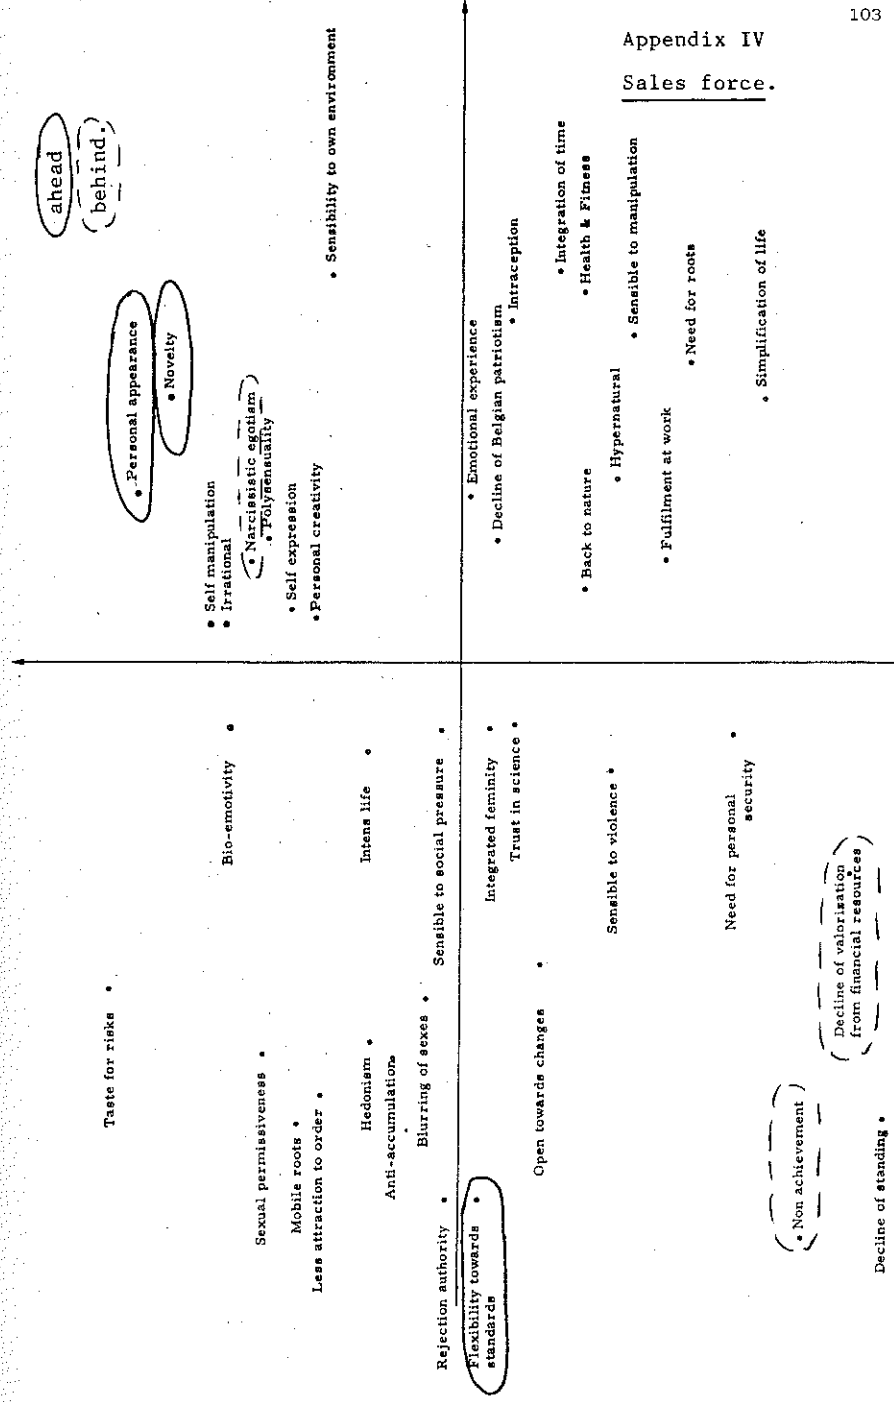 103
Appendix IV
Sales force.
ahead
(behind.)
• Personal appearance
• Novelty
• Self manipulation
• Irrational
• Narcissistic egotism
• Polysensuality
• Self expression
• Personal creativity
• Sensibility to own environment
• Emotional experience
• Decline of Belgian patriotism
• Intraception
• Integration of time
• Health & Fitness
• Back to nature
• Hypernatural
• Sensible to manipulation
• Fulfilment at work
• Need for roots
• Simplification of life
Taste for risks •
Bio-emotivity •
Sexual permissiveness •
Mobile roots •
Less attraction to order •
Intens life •
Hedonism •
Anti-accumulation •
Blurring of sexes •
Sensible to social pressure •
Rejection authority •
Flexibility towards •
standards
Integrated feminity •
Trust in science •
Open towards changes •
Sensible to violence •
Need for personal •
security
• Non achievement
Decline of valorisation
from financial resources
Decline of standing •